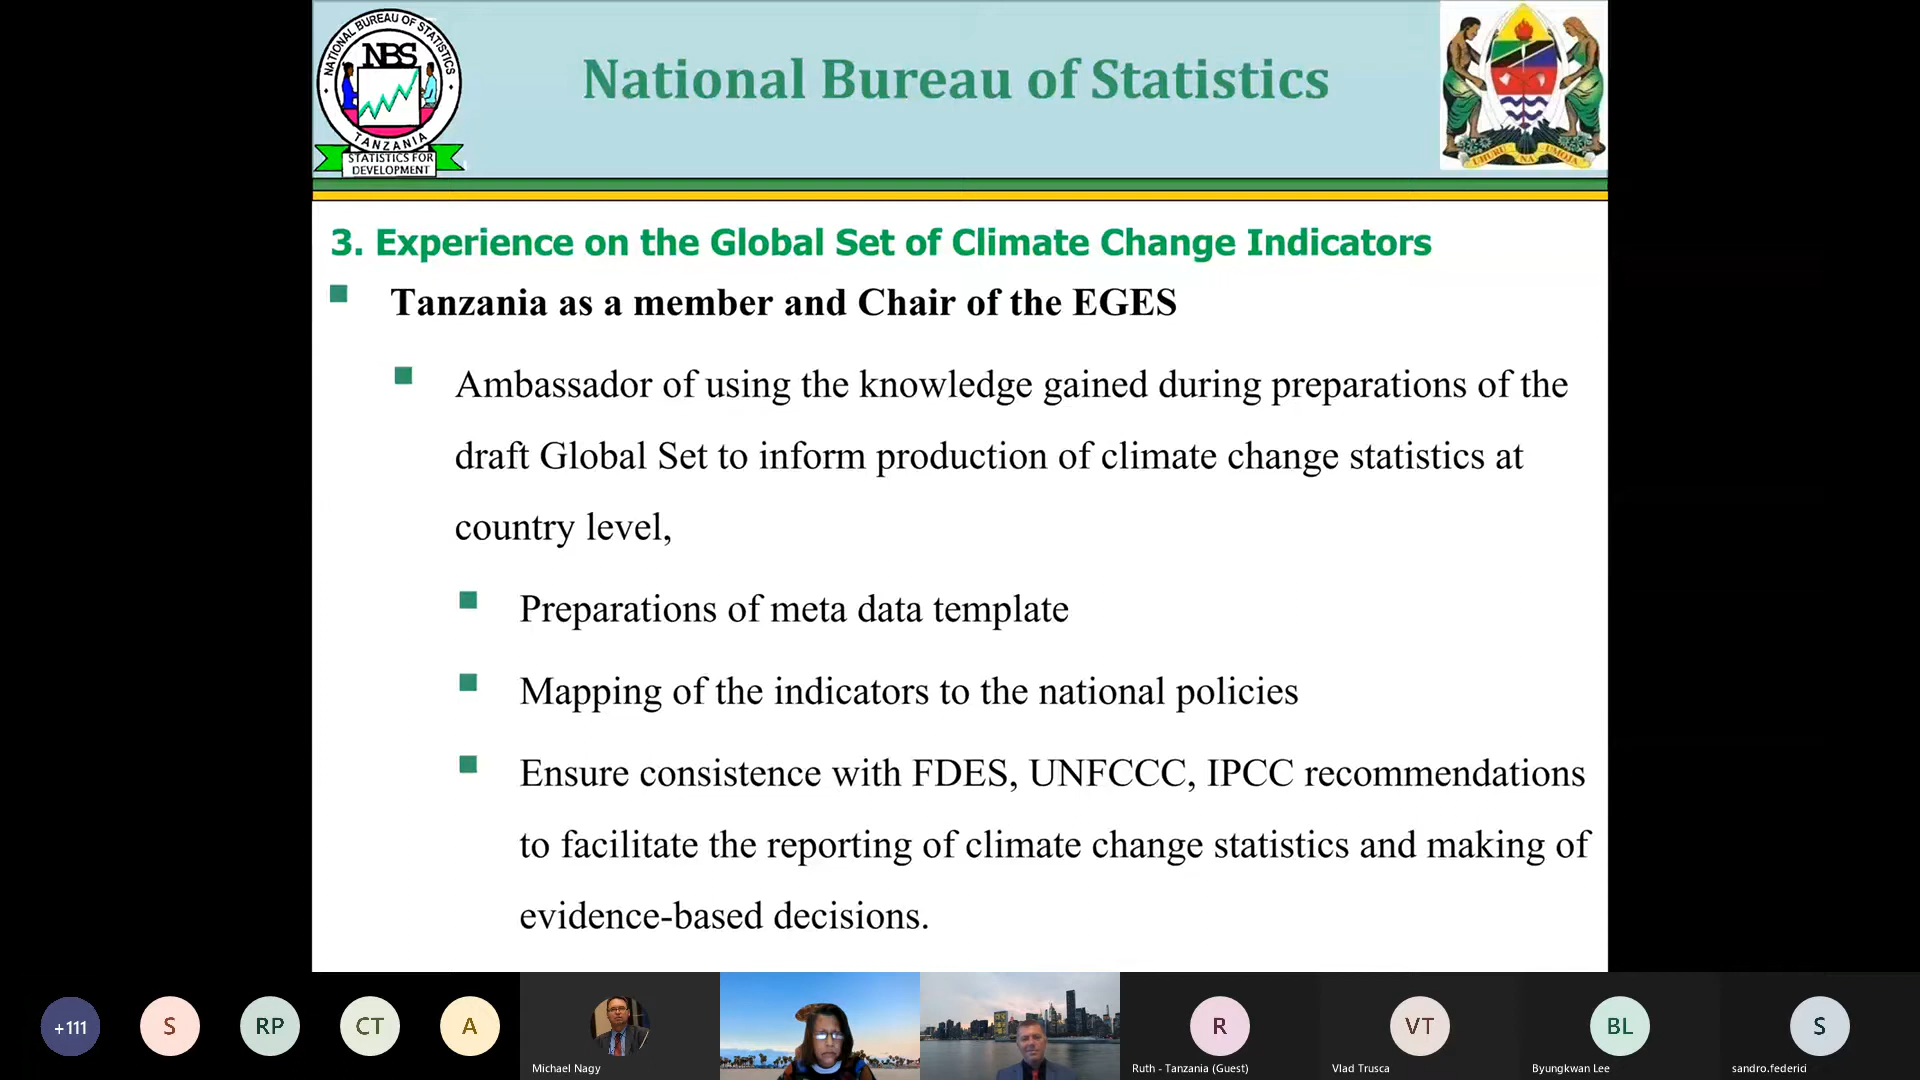 NATIONAL BUREAU OF STATISTICS
NBS
TANZANIA
STATISTICS FOR
DEVELOPMENT
National Bureau of Statistics
UHURU NA UMOJA
3. Experience on the Global Set of Climate Change Indicators
Tanzania as a member and Chair of the EGES
Ambassador of using the knowledge gained during preparations of the
draft Global Set to inform production of climate change statistics at
country level,
Preparations of meta data template
Mapping of the indicators to the national policies
Ensure consistence with FDES, UNFCCC, IPCC recommendations
to facilitate the reporting of climate change statistics and making of
evidence-based decisions.
+111
S
RP
CT
A
Michael Nagy
R
Ruth - Tanzania (Guest)
VT
Vlad Trusca
BL
Byungkwan Lee
S
sandro.federici